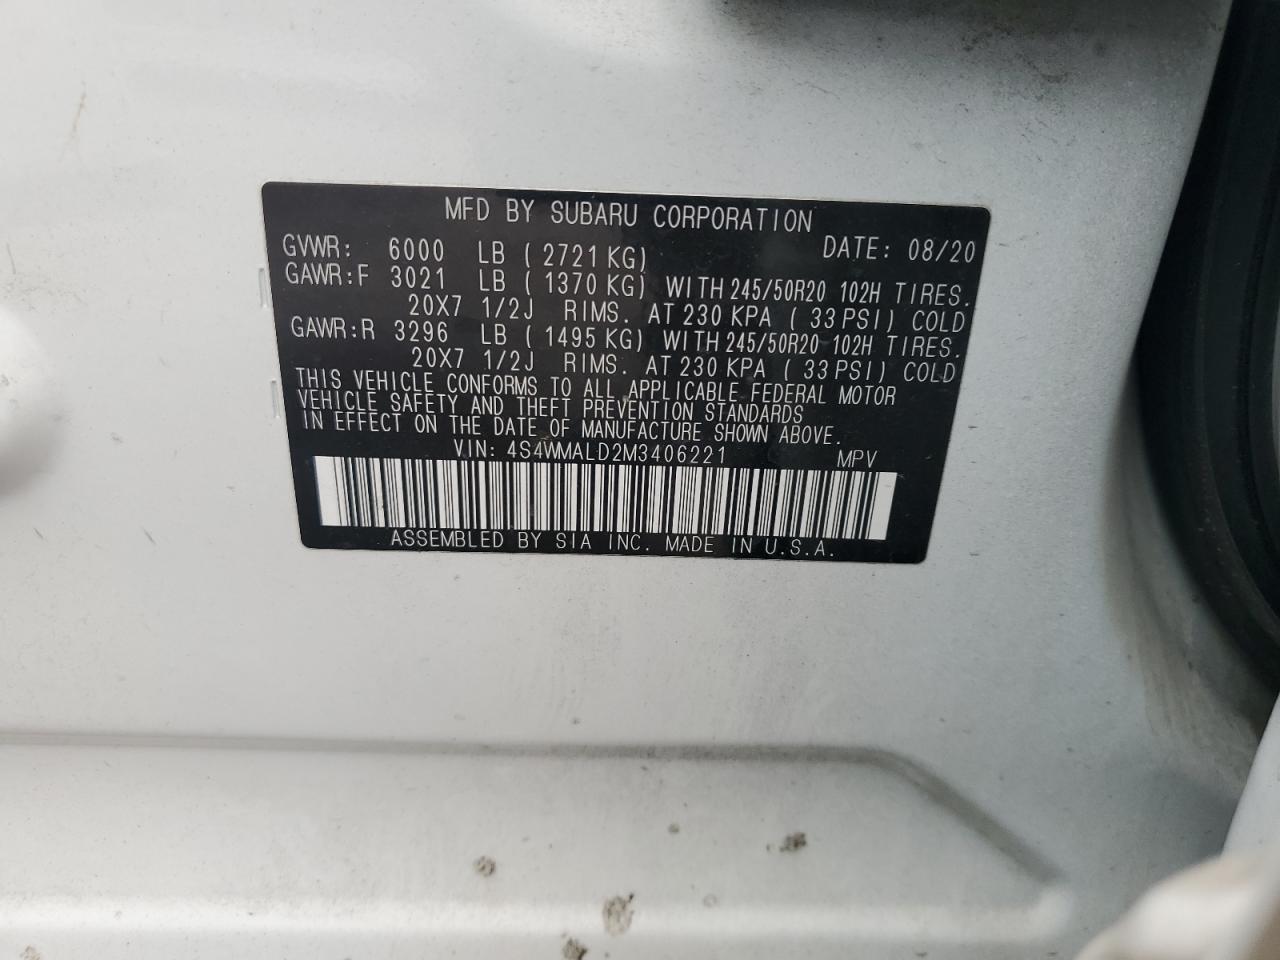 MFD BY SUBARU CORPORATION
GVWR: 6000 LB ( 2721 KG) DATE: 08/20
GAWR:F 3021 LB ( 1370 KG) WITH 245/50R20 102H TIRES.
20X7 1/2J RIMS. AT 230 KPA ( 33 PSI) COLD
GAWR:R 3296 LB ( 1495 KG) WITH 245/50R20 102H TIRES.
20X7 1/2J RIMS. AT 230 KPA ( 33 PSI) COLD
THIS VEHICLE CONFORMS TO ALL APPLICABLE FEDERAL MOTOR
VEHICLE SAFETY AND THEFT PREVENTION STANDARDS
IN EFFECT ON THE DATE OF MANUFACTURE SHOWN ABOVE.
VIN: 4S4WMALD2M3406221 MPV
ASSEMBLED BY SIA INC. MADE IN U.S.A.